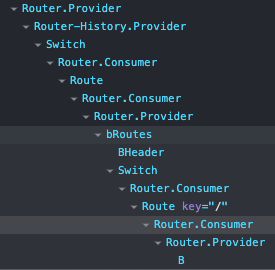 Router.Provider
Router-History.Provider
Switch
Router.Consumer
Route
Router.Consumer
Router.Provider
bRoutes
BHeader
Switch
Router.Consumer
Route key="/"
Router.Consumer
Router.Provider
B